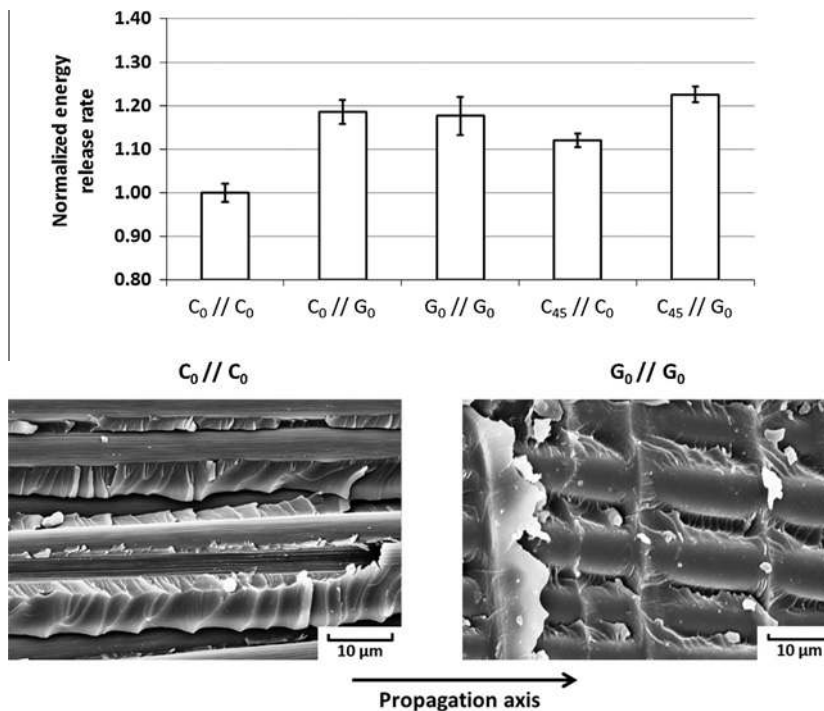 Normalized energy
release rate
1.40
1.30
1.20
1.10
1.00
0.90
0.80
C₀ // C₀
C₀ // G₀
G₀ // G₀
C₄₅ // C₀
C₄₅ // G₀
C₀ // C₀
G₀ // G₀
10 µm
10 µm
Propagation axis